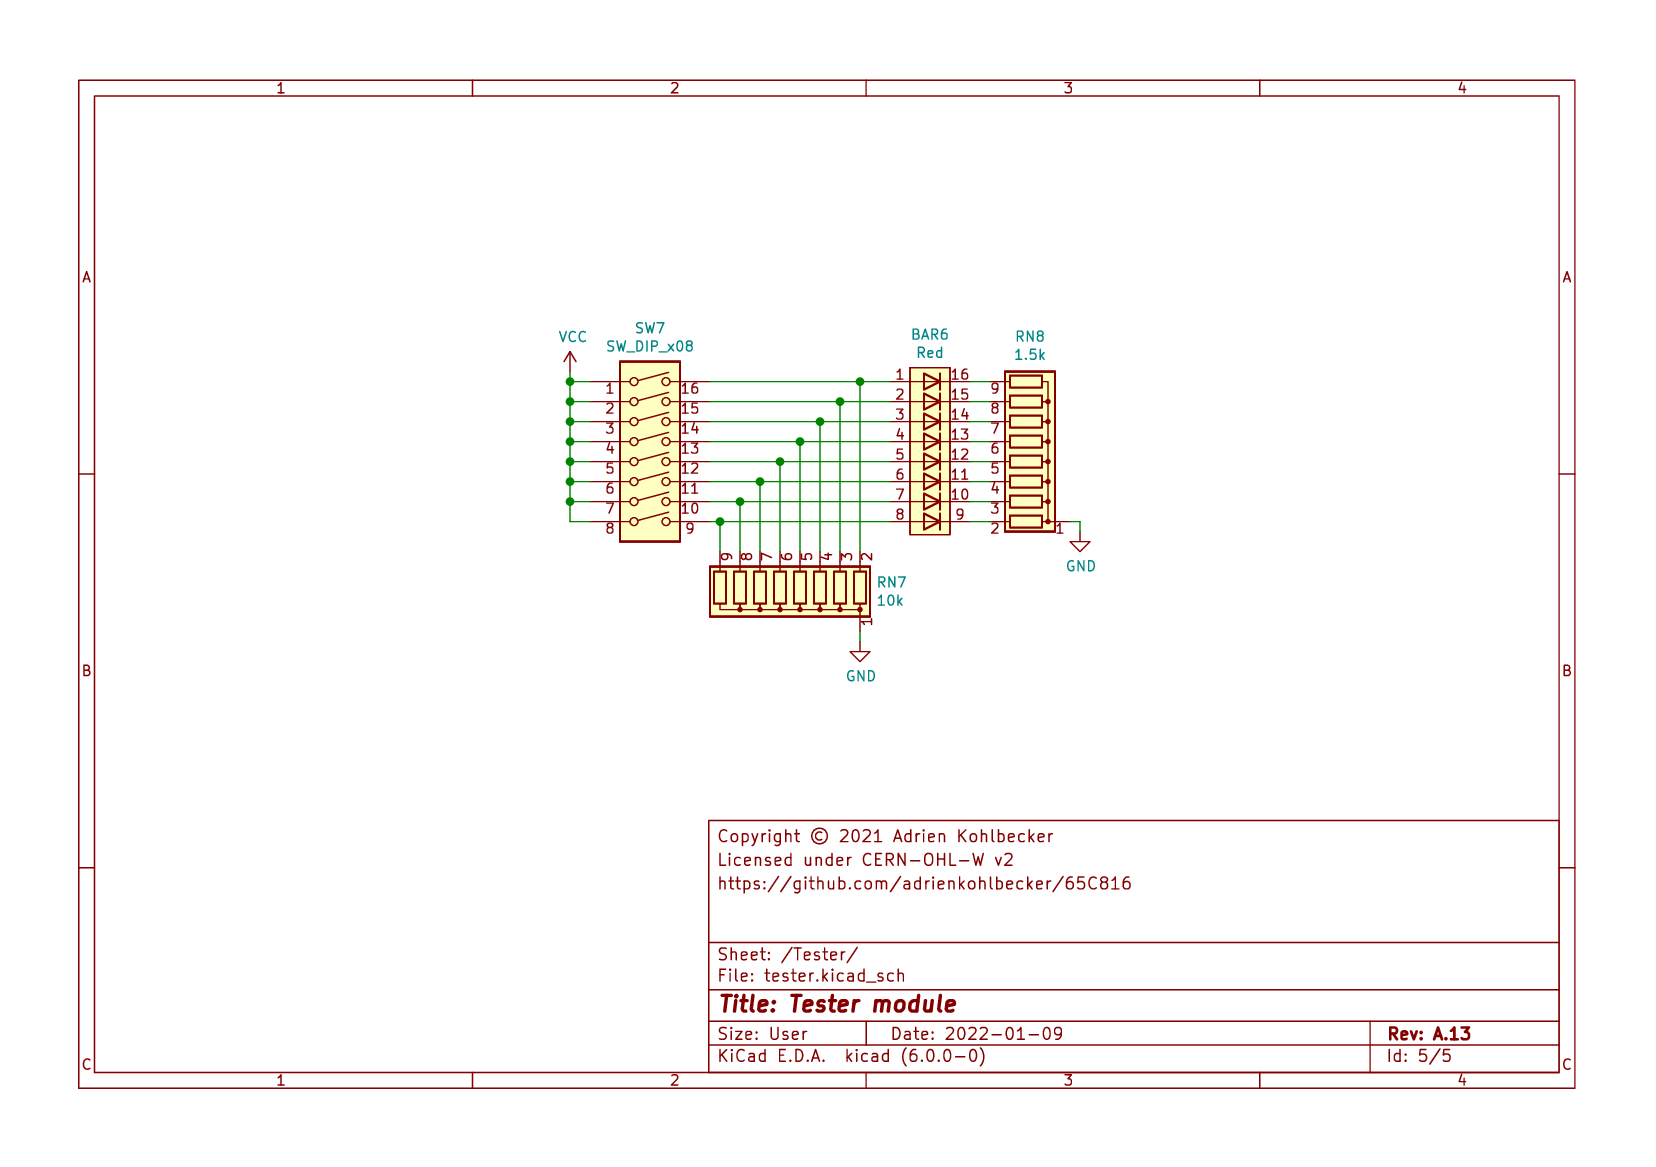 1 2 3 4
A A
VCC
SW7
SW_DIP_x08
BAR6
Red
RN8
1.5k
1 16 1 16 9
2 15 2 15 8
3 14 3 14 7
4 13 4 13 6
5 12 5 12 5
6 11 6 11 4
7 10 7 10 3
8 9 8 9 2 1
GND
9 8 7 6 5 4 3 2
RN7
10k
1
GND
B B
Copyright © 2021 Adrien Kohlbecker
Licensed under CERN-OHL-W v2
https://github.com/adrienkohlbecker/65C816
Sheet: /Tester/
File: tester.kicad_sch
Title: Tester module
Size: User Date: 2022-01-09 Rev: A.13
KiCad E.D.A. kicad (6.0.0-0) Id: 5/5
C C
1 2 3 4